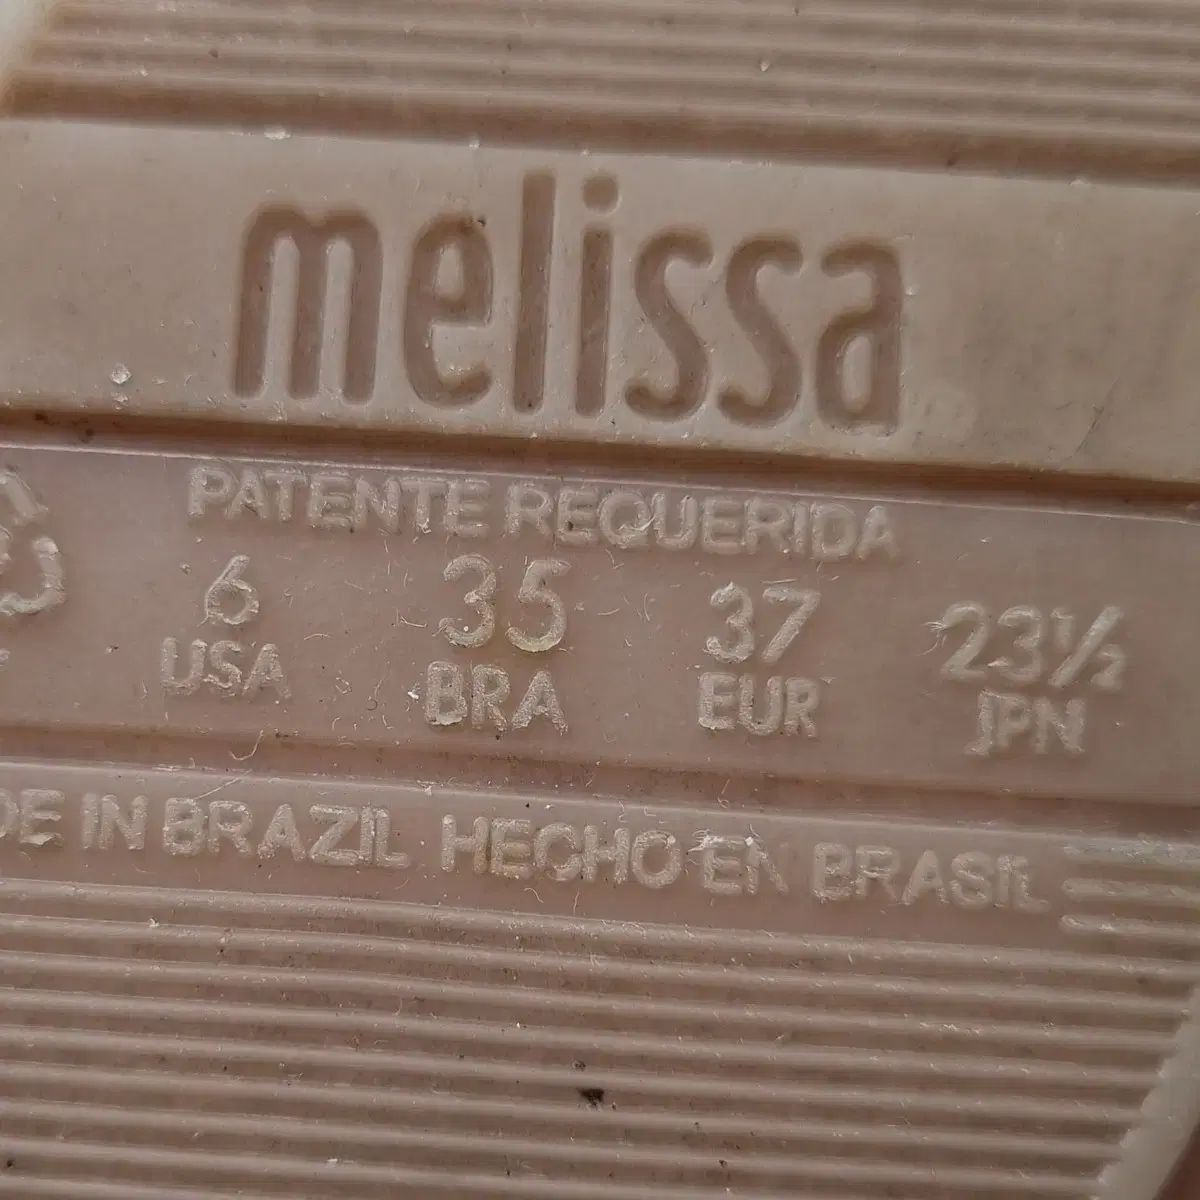 melissa
PATENTE REQUERIDA
6 35 37 23½
USA BRA EUR JPN
DE IN BRAZIL HECHO EN BRASIL